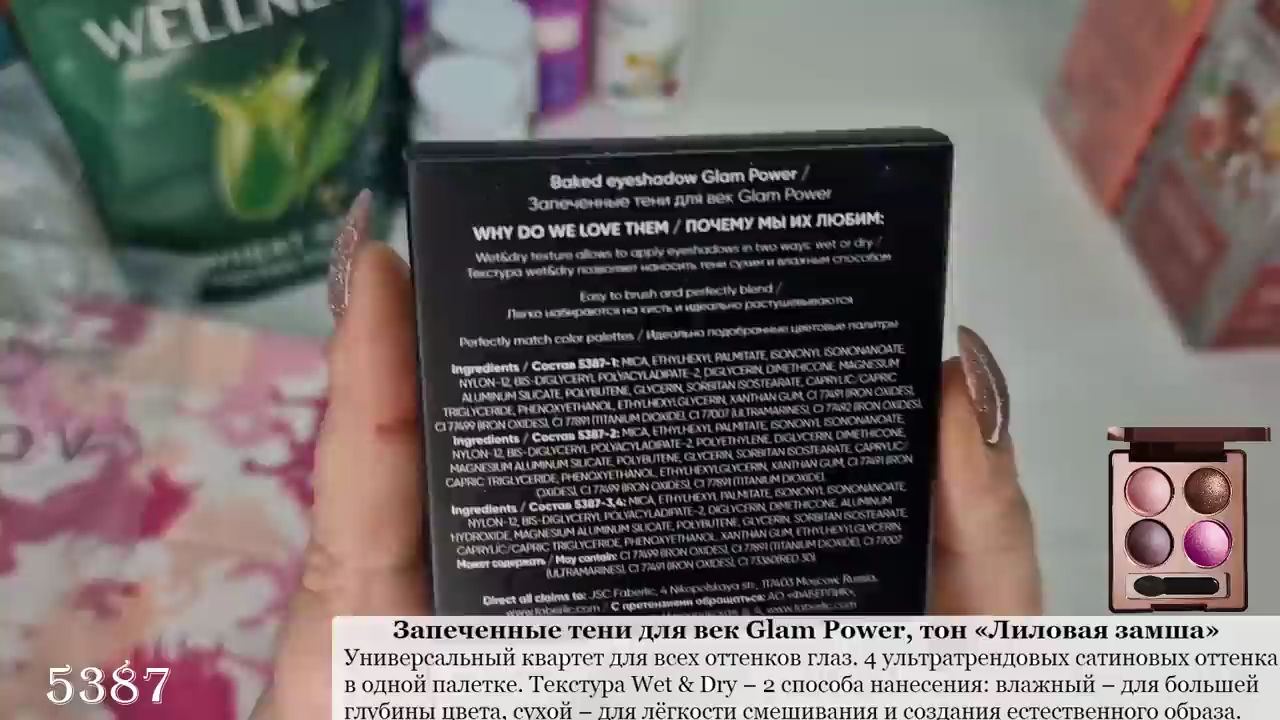 WELLNESS
Baked eyeshadow Glam Power /
Запеченные тени для век Glam Power
WHY DO WE LOVE THEM / ПОЧЕМУ МЫ ИХ ЛЮБИМ:
Wet&dry texture allows to apply eyeshadows in two ways: wet or dry /
Текстура wet&dry позволяет наносить тени сухим и влажным способом
Easy to brush and perfectly blend /
Легко набираются на кисть и идеально растушевываются
Perfectly match color palettes / Идеально подобранные цветовые палитры
Ingredients / Состав 5387-1: MICA, ETHYLHEXYL PALMITATE, ISONONYL ISONONANOATE,
NYLON-12, BIS-DIGLYCERYL POLYACYLADIPATE-2, DIGLYCERIN, DIMETHICONE, MAGNESIUM
ALUMINUM SILICATE, POLYBUTENE, GLYCERIN, SORBITAN ISOSTEARATE, CAPRYLIC/CAPRIC
TRIGLYCERIDE, PHENOXYETHANOL, ETHYLHEXYLGLYCERIN, XANTHAN GUM, CI 77491 (IRON OXIDES),
CI 77499 (IRON OXIDES), CI 77891 (TITANIUM DIOXIDE), CI 77007 (ULTRAMARINES), CI 77492 (IRON OXIDES).
Ingredients / Состав 5387-2: MICA, ETHYLHEXYL PALMITATE, ISONONYL ISONONANOATE,
NYLON-12, BIS-DIGLYCERYL POLYACYLADIPATE-2, POLYETHYLENE, DIGLYCERIN, DIMETHICONE,
MAGNESIUM ALUMINUM SILICATE, POLYBUTENE, GLYCERIN, SORBITAN ISOSTEARATE, CAPRYLIC/
CAPRIC TRIGLYCERIDE, PHENOXYETHANOL, ETHYLHEXYLGLYCERIN, XANTHAN GUM, CI 77491 (IRON
OXIDES), CI 77499 (IRON OXIDES), CI 77891 (TITANIUM DIOXIDE).
Ingredients / Состав 5387-3,4: MICA, ETHYLHEXYL PALMITATE, ISONONYL ISONONANOATE,
NYLON-12, BIS-DIGLYCERYL POLYACYLADIPATE-2, DIGLYCERIN, DIMETHICONE, ALUMINUM
HYDROXIDE, MAGNESIUM ALUMINUM SILICATE, POLYBUTENE, GLYCERIN, SORBITAN ISOSTEARATE,
CAPRYLIC/CAPRIC TRIGLYCERIDE, PHENOXYETHANOL, XANTHAN GUM, ETHYLHEXYLGLYCERIN,
Может содержать / May contain: CI 77499 (IRON OXIDES), CI 77891 (TITANIUM DIOXIDE), CI 77007
(ULTRAMARINES), CI 77491 (IRON OXIDES), CI 73360 (RED 30).
Direct all claims to: JSC Faberlic, 4 Nikopolskaya str., 117403 Moscow, Russia.
www.faberlic.com / С претензиями обращаться: АО «ФАБЕРЛИК»
www.faberlic.com
Запеченные тени для век Glam Power, тон «Лиловая замша»
Универсальный квартет для всех оттенков глаз. 4 ультратрендовых сатиновых оттенка
в одной палетке. Текстура Wet & Dry – 2 способа нанесения: влажный – для большей
глубины цвета, сухой – для лёгкости смешивания и создания естественного образа.
5387